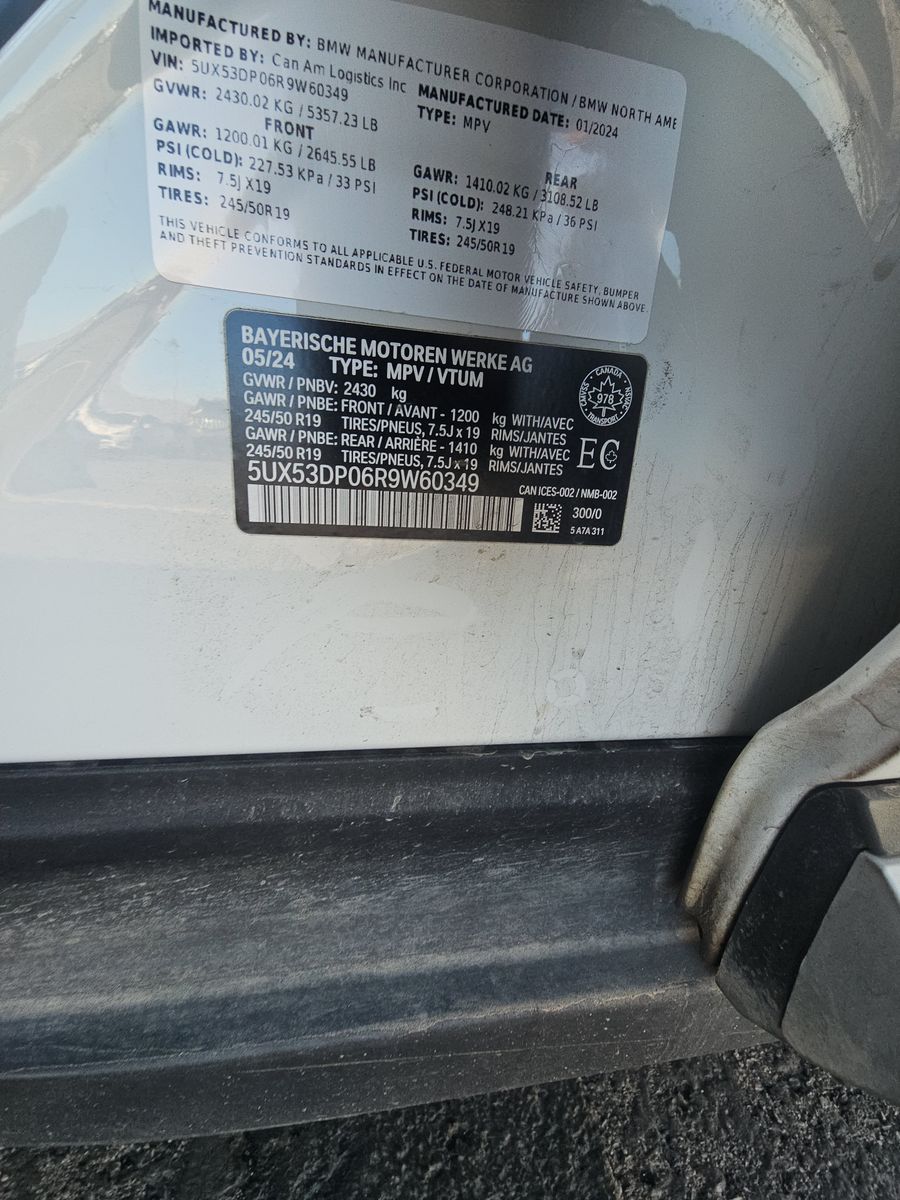 MANUFACTURED BY: BMW MANUFACTURER CORPORATION / BMW NORTH AME
IMPORTED BY: Can Am Logistics Inc
MANUFACTURED DATE: 01/2024
VIN: 5UX53DP06R9W60349
TYPE: MPV
GVWR: 2430.02 KG / 5357.23 LB
FRONT
GAWR: 1200.01 KG / 2645.55 LB
PSI (COLD): 227.53 KPa / 33 PSI
RIMS: 7.5J X19
TIRES: 245/50R19
REAR
GAWR: 1410.02 KG / 3108.52 LB
PSI (COLD): 248.21 KPa / 36 PSI
RIMS: 7.5J X19
TIRES: 245/50R19
THIS VEHICLE CONFORMS TO ALL APPLICABLE U.S. FEDERAL MOTOR VEHICLE SAFETY, BUMPER
AND THEFT PREVENTION STANDARDS IN EFFECT ON THE DATE OF MANUFACTURE SHOWN ABOVE.
BAYERISCHE MOTOREN WERKE AG
05/24 TYPE: MPV / VTUM
GVWR / PNBV: 2430 kg
GAWR / PNBE: FRONT / AVANT - 1200 kg WITH/AVEC
245/50 R19 TIRES/PNEUS, 7.5J x 19 RIMS/JANTES
GAWR / PNBE: REAR / ARRIÈRE - 1410 kg WITH/AVEC
245/50 R19 TIRES/PNEUS, 7.5J x 19 RIMS/JANTES
5UX53DP06R9W60349
CANADA
CMVSS
978
NSVAC
TRANSPORT
EC
CAN ICES-002 / NMB-002
300/0
5 A7A 311